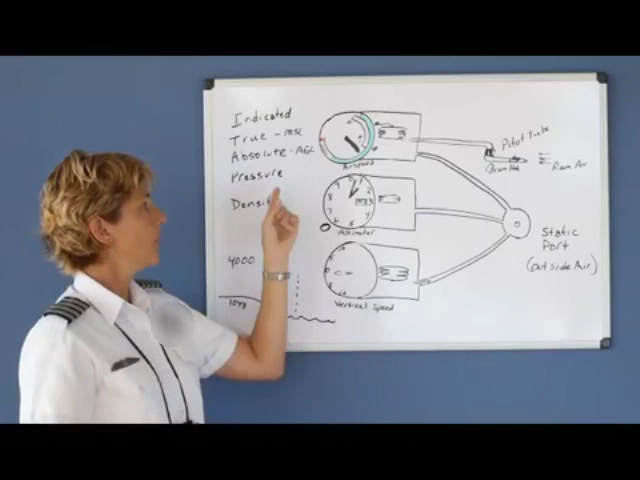 Indicated
True - MSL
Absolute - AGL
Pressure
4000
Airspeed
Altimeter
Vertical Speed
Pitot Tube
Drain Hole
Ram Air
Static
Port
(outside Air)